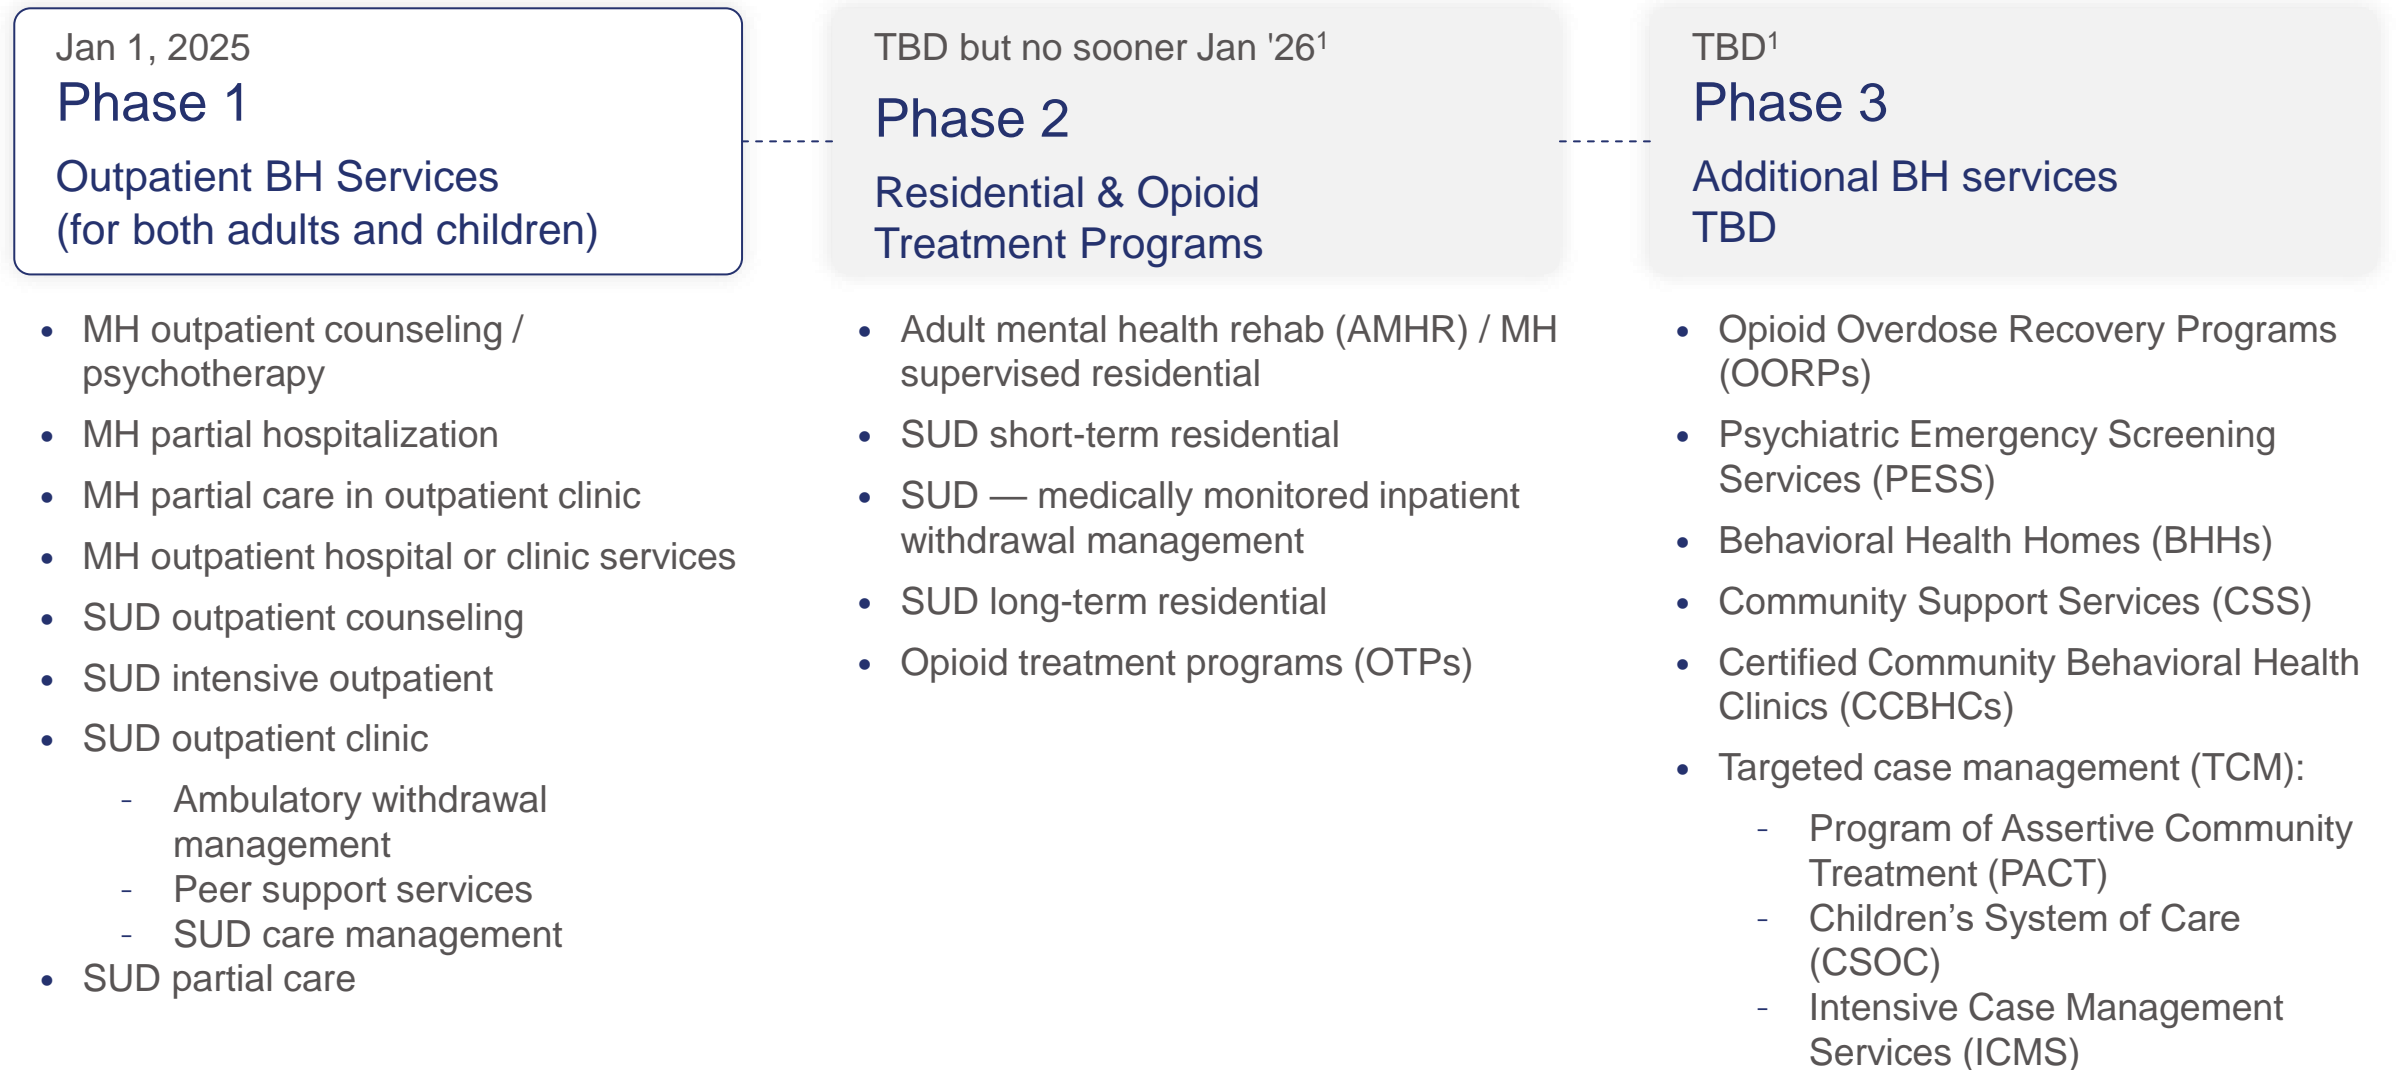 Jan 1, 2025
Phase 1
Outpatient BH Services
(for both adults and children)
• MH outpatient counseling /
psychotherapy
• MH partial hospitalization
• MH partial care in outpatient clinic
• MH outpatient hospital or clinic services
• SUD outpatient counseling
• SUD intensive outpatient
• SUD outpatient clinic
- Ambulatory withdrawal
management
- Peer support services
- SUD care management
• SUD partial care
TBD but no sooner Jan '26¹
Phase 2
Residential & Opioid
Treatment Programs
• Adult mental health rehab (AMHR) / MH
supervised residential
• SUD short-term residential
• SUD — medically monitored inpatient
withdrawal management
• SUD long-term residential
• Opioid treatment programs (OTPs)
TBD¹
Phase 3
Additional BH services
TBD
• Opioid Overdose Recovery Programs
(OORPs)
• Psychiatric Emergency Screening
Services (PESS)
• Behavioral Health Homes (BHHs)
• Community Support Services (CSS)
• Certified Community Behavioral Health
Clinics (CCBHCs)
• Targeted case management (TCM):
- Program of Assertive Community
Treatment (PACT)
- Children’s System of Care
(CSOC)
- Intensive Case Management
Services (ICMS)